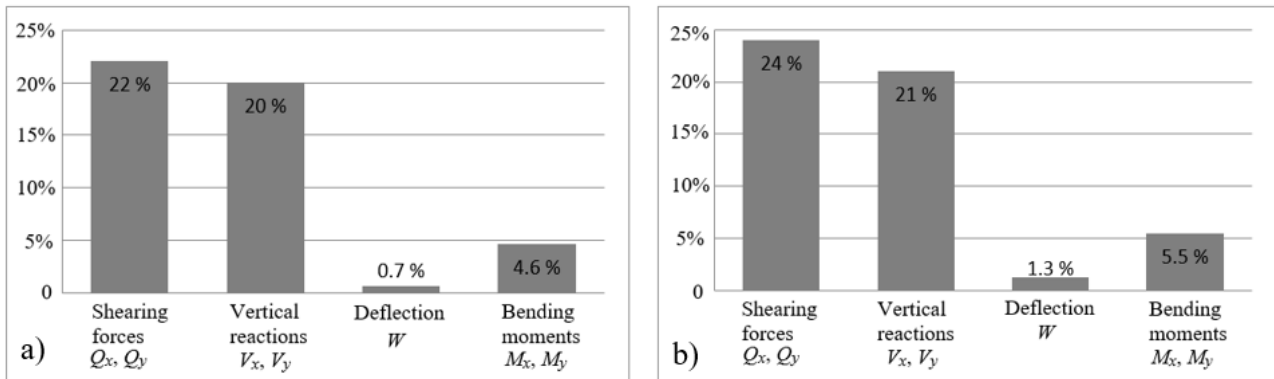 25%
20%
15%
10%
5%
0
22 %
20 %
0.7 %
4.6 %
Shearing forces Qx, Qy
Vertical reactions Vx, Vy
Deflection W
Bending moments Mx, My
a)
25%
20%
15%
10%
5%
0
24 %
21 %
1.3 %
5.5 %
Shearing forces Qx, Qy
Vertical reactions Vx, Vy
Deflection W
Bending moments Mx, My
b)